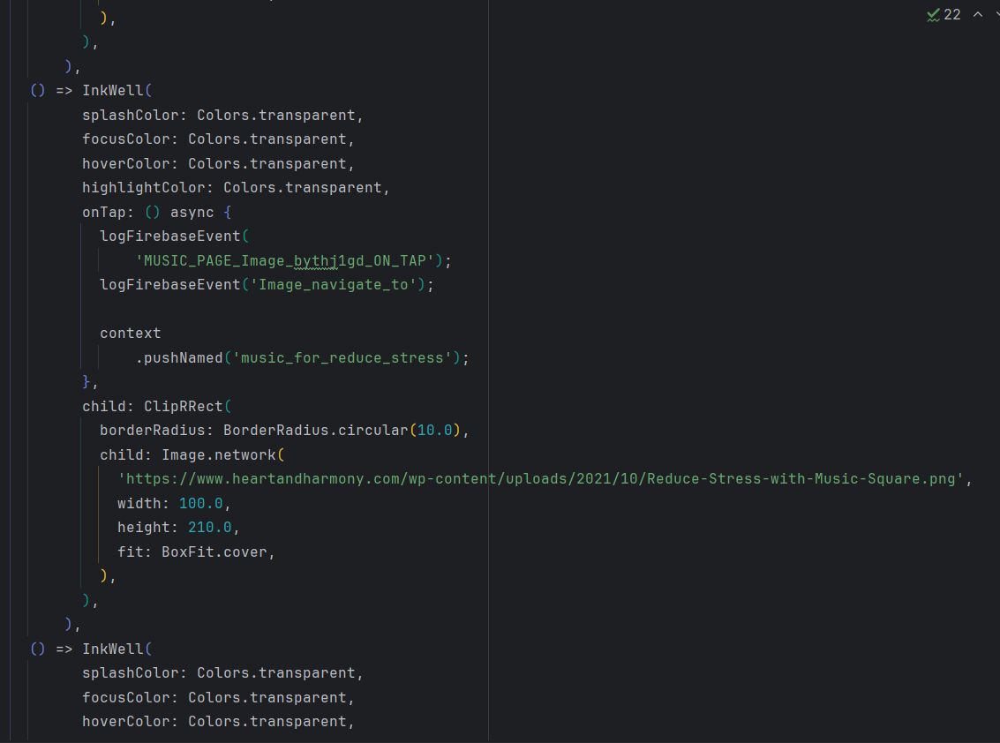 ),
),
),
() => InkWell(
splashColor: Colors.transparent,
focusColor: Colors.transparent,
hoverColor: Colors.transparent,
highlightColor: Colors.transparent,
onTap: () async {
logFirebaseEvent(
'MUSIC_PAGE_Image_bythj1gd_ON_TAP');
logFirebaseEvent('Image_navigate_to');
context
.pushNamed('music_for_reduce_stress');
},
child: ClipRRect(
borderRadius: BorderRadius.circular(10.0),
child: Image.network(
'https://www.heartandharmony.com/wp-content/uploads/2021/10/Reduce-Stress-with-Music-Square.png',
width: 100.0,
height: 210.0,
fit: BoxFit.cover,
),
),
),
() => InkWell(
splashColor: Colors.transparent,
focusColor: Colors.transparent,
hoverColor: Colors.transparent,
22